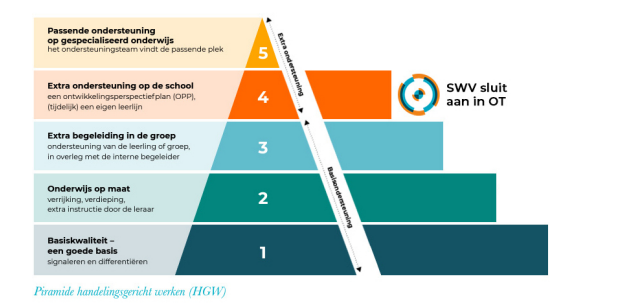 Passende ondersteuning
op gespecialiseerd onderwijs
het ondersteuningsteam vindt de passende plek
5
Extra ondersteuning
Extra ondersteuning op de school
een ontwikkelingsperspectiefplan (OPP),
(tijdelijk) een eigen leerlijn
4
SWV sluit
aan in OT
Extra begeleiding in de groep
ondersteuning van de leerling of groep,
in overleg met de interne begeleider
3
Basisondersteuning
Onderwijs op maat
verrijking, verdieping,
extra instructie door de leraar
2
Basiskwaliteit –
een goede basis
signaleren en differentiëren
1
Piramide handelingsgericht werken (HGW)